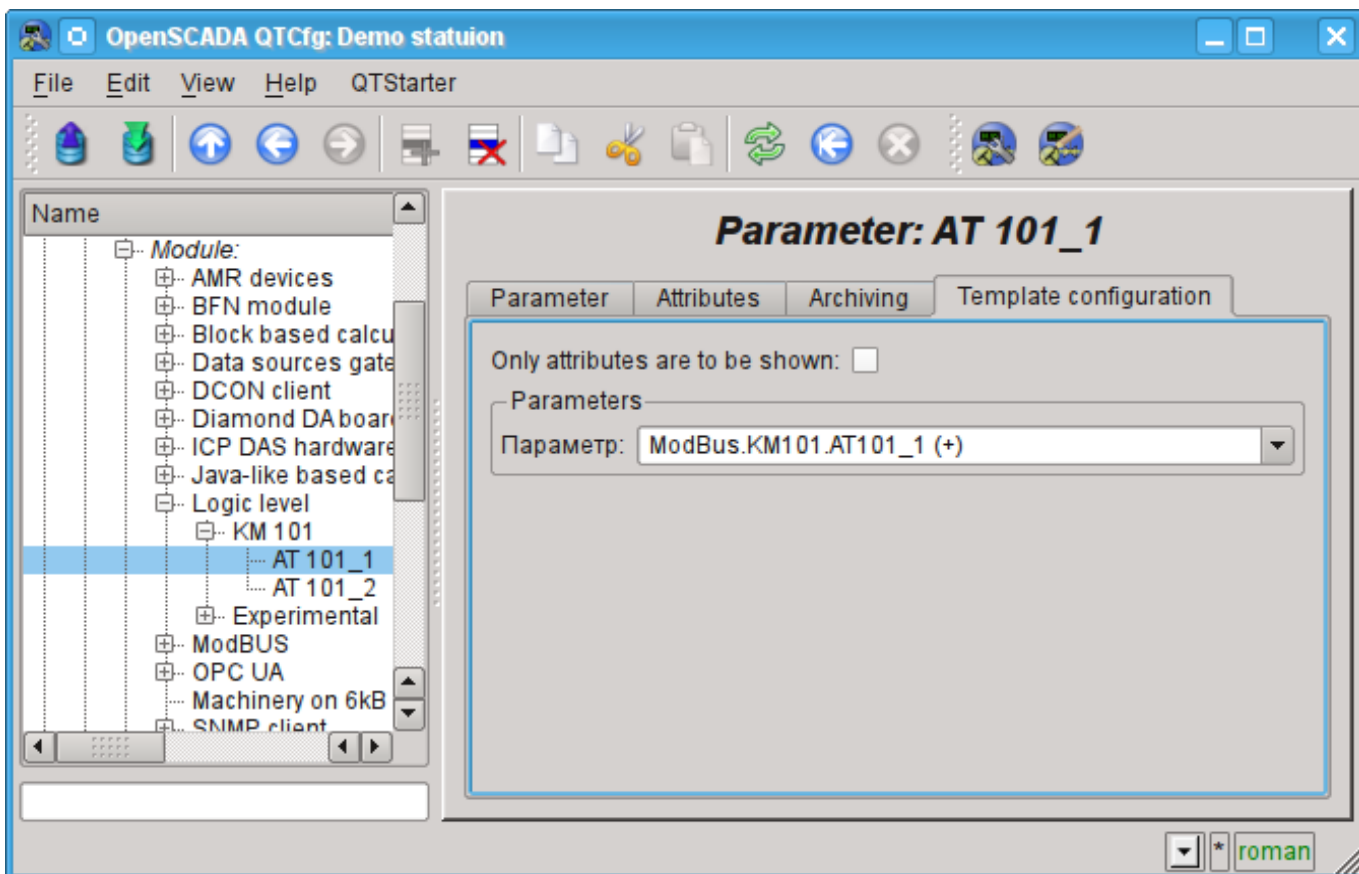 OpenSCADA QTCfg: Demo statuion
File Edit View Help QTStarter
Name
Module:
AMR devices
BFN module
Block based calcu
Data sources gate
DCON client
Diamond DA board
ICP DAS hardware
Java-like based ca
Logic level
KM 101
AT 101_1
AT 101_2
Experimental
ModBUS
OPC UA
Machinery on 6kB
SNMP client
Parameter: AT 101_1
Parameter Attributes Archiving Template configuration
Only attributes are to be shown:
Parameters
Параметр: ModBus.KM101.AT101_1 (+)
* roman